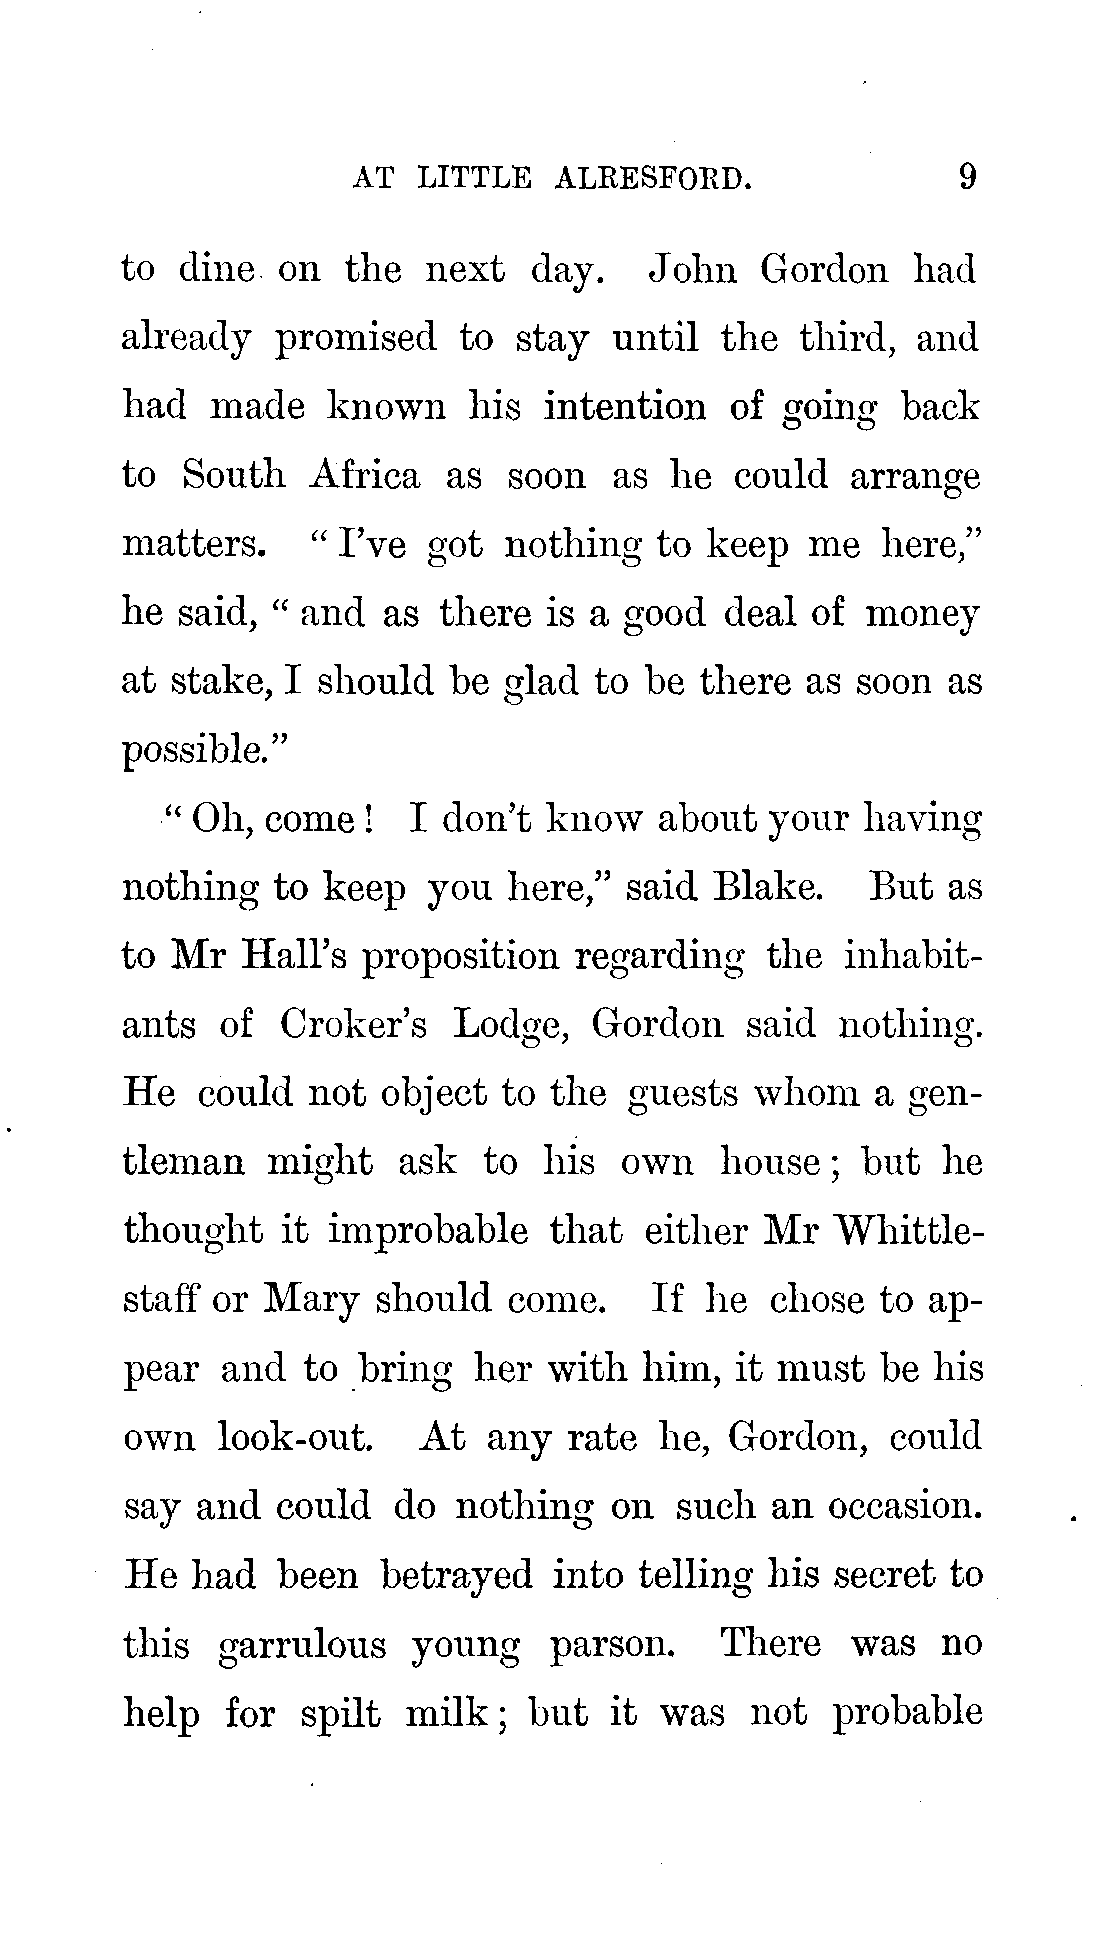 AT LITTLE ALRESFORD. 9
to dine on the next day. John Gordon had
already promised to stay until the third, and
had made known his intention of going back
to South Africa as soon as he could arrange
matters. “ I’ve got nothing to keep me here,”
he said, “ and as there is a good deal of money
at stake, I should be glad to be there as soon as
possible.”
“ Oh, come ! I don’t know about your having
nothing to keep you here,” said Blake. But as
to Mr Hall’s proposition regarding the inhabit-
ants of Croker’s Lodge, Gordon said nothing.
He could not object to the guests whom a gen-
tleman might ask to his own house ; but he
thought it improbable that either Mr Whittle-
staff or Mary should come. If he chose to ap-
pear and to bring her with him, it must be his
own look-out. At any rate he, Gordon, could
say and could do nothing on such an occasion.
He had been betrayed into telling his secret to
this garrulous young parson. There was no
help for spilt milk ; but it was not probable